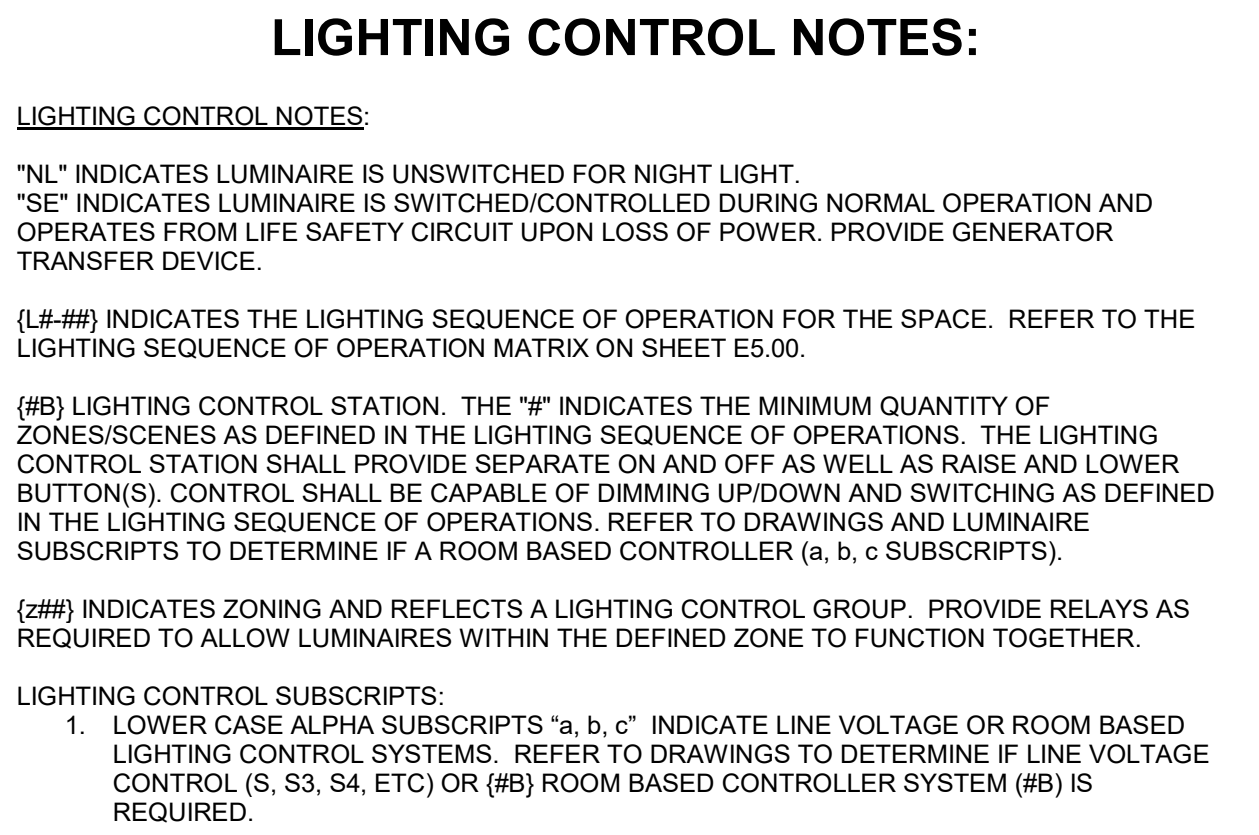 LIGHTING CONTROL NOTES:
LIGHTING CONTROL NOTES:
"NL" INDICATES LUMINAIRE IS UNSWITCHED FOR NIGHT LIGHT.
"SE" INDICATES LUMINAIRE IS SWITCHED/CONTROLLED DURING NORMAL OPERATION AND
OPERATES FROM LIFE SAFETY CIRCUIT UPON LOSS OF POWER. PROVIDE GENERATOR
TRANSFER DEVICE.
{L#-##} INDICATES THE LIGHTING SEQUENCE OF OPERATION FOR THE SPACE.  REFER TO THE
LIGHTING SEQUENCE OF OPERATION MATRIX ON SHEET E5.00.
{#B} LIGHTING CONTROL STATION.  THE "#" INDICATES THE MINIMUM QUANTITY OF
ZONES/SCENES AS DEFINED IN THE LIGHTING SEQUENCE OF OPERATIONS.  THE LIGHTING
CONTROL STATION SHALL PROVIDE SEPARATE ON AND OFF AS WELL AS RAISE AND LOWER
BUTTON(S). CONTROL SHALL BE CAPABLE OF DIMMING UP/DOWN AND SWITCHING AS DEFINED
IN THE LIGHTING SEQUENCE OF OPERATIONS. REFER TO DRAWINGS AND LUMINAIRE
SUBSCRIPTS TO DETERMINE IF A ROOM BASED CONTROLLER (a, b, c SUBSCRIPTS).
{z##} INDICATES ZONING AND REFLECTS A LIGHTING CONTROL GROUP.  PROVIDE RELAYS AS
REQUIRED TO ALLOW LUMINAIRES WITHIN THE DEFINED ZONE TO FUNCTION TOGETHER.
LIGHTING CONTROL SUBSCRIPTS:
1. LOWER CASE ALPHA SUBSCRIPTS “a, b, c”  INDICATE LINE VOLTAGE OR ROOM BASED
LIGHTING CONTROL SYSTEMS.  REFER TO DRAWINGS TO DETERMINE IF LINE VOLTAGE
CONTROL (S, S3, S4, ETC) OR {#B} ROOM BASED CONTROLLER SYSTEM (#B) IS
REQUIRED.